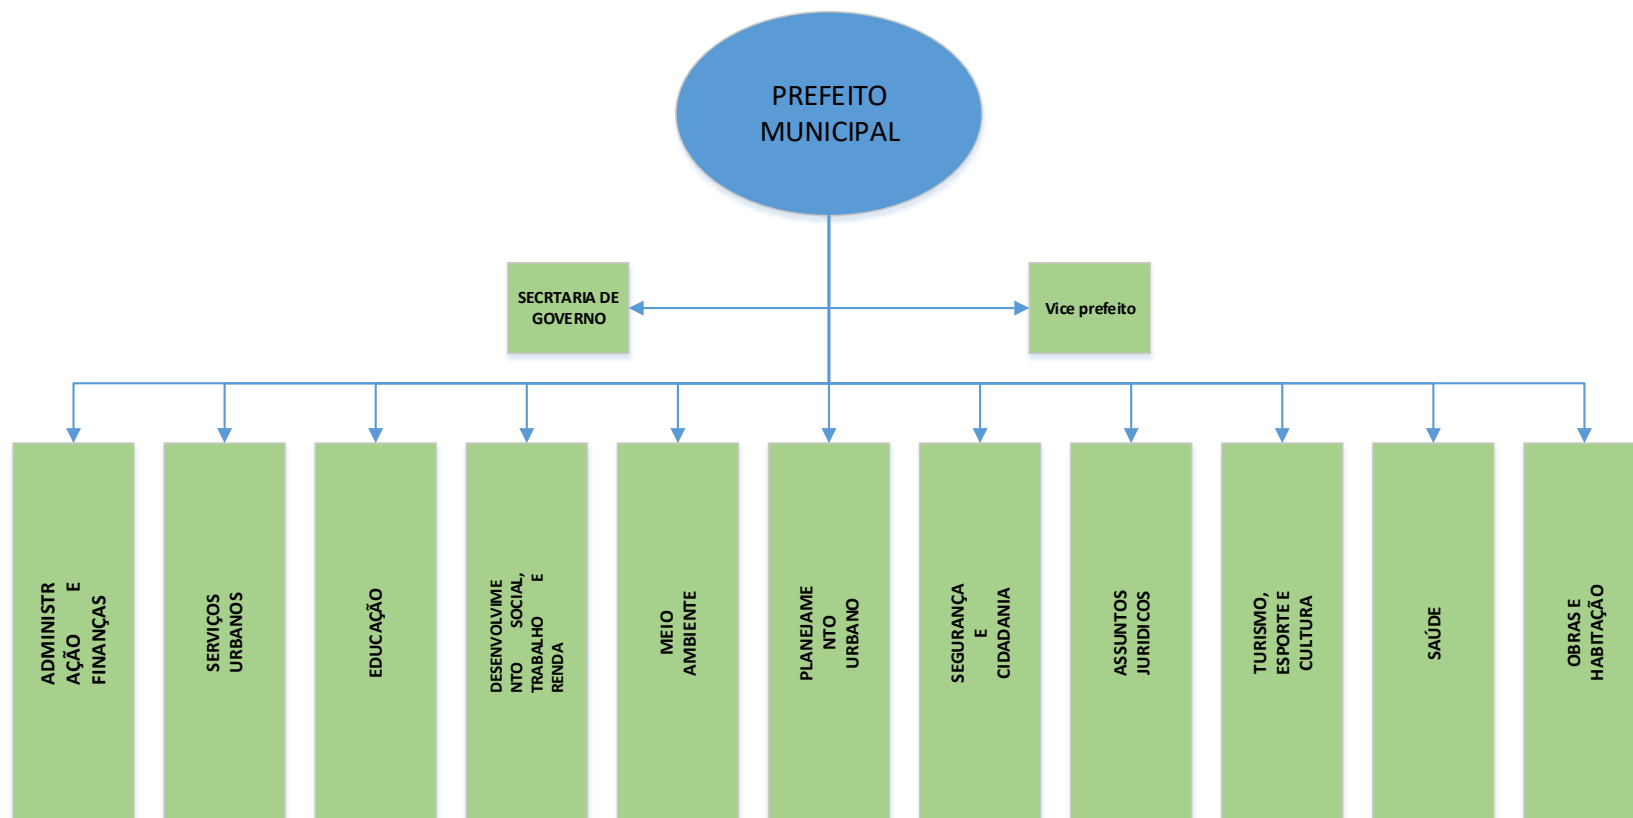 PREFEITO
MUNICIPAL
SECRTARIA DE
GOVERNO
Vice prefeito
ADMINISTR
AÇÃO E
FINANÇAS
SERVIÇOS
URBANOS
EDUCAÇÃO
DESENVOLVIME
NTO SOCIAL,
TRABALHO E
RENDA
MEIO
AMBIENTE
PLANEJAME
NTO
URBANO
SEGURANÇA
E
CIDADANIA
ASSUNTOS
JURIDICOS
TURISMO,
ESPORTE E
CULTURA
SAÚDE
OBRAS E
HABITAÇÃO